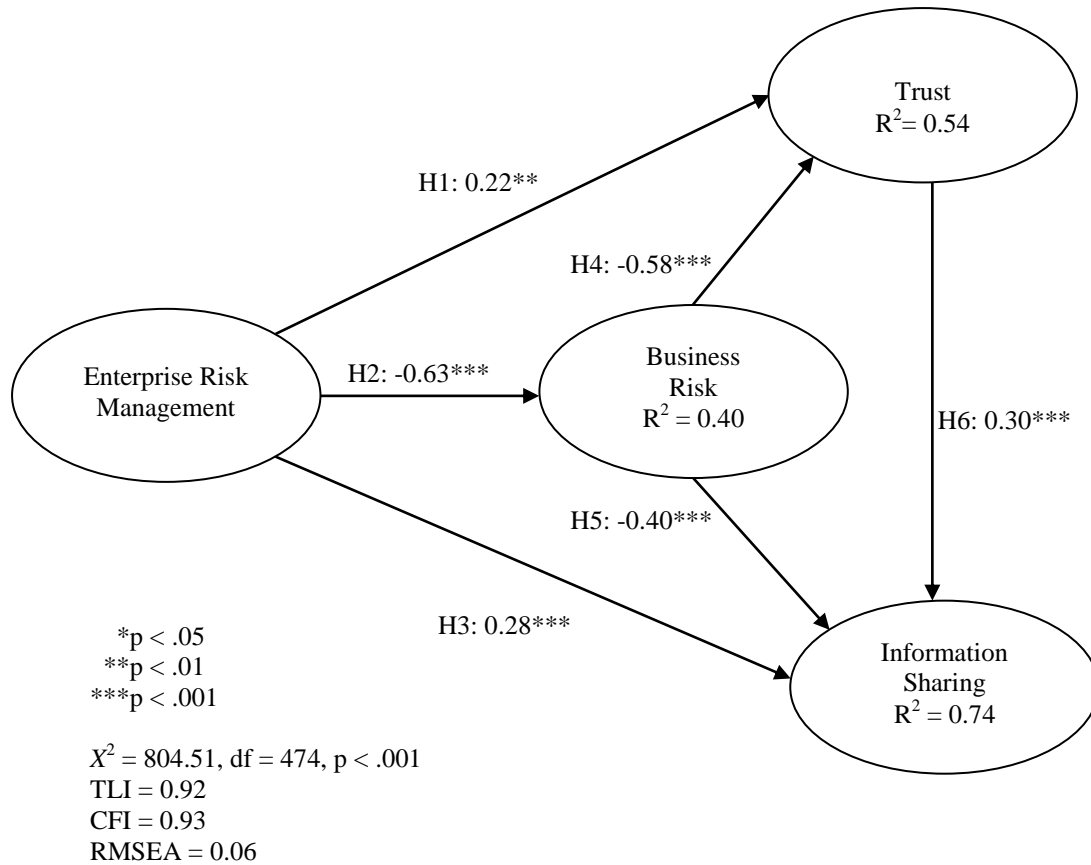 Trust
R²= 0.54
H1: 0.22**
H4: -0.58***
Enterprise Risk
Management
H2: -0.63***
Business
Risk
R² = 0.40
H6: 0.30***
H5: -0.40***
H3: 0.28***
Information
Sharing
R² = 0.74
*p < .05
**p < .01
***p < .001
X² = 804.51, df = 474, p < .001
TLI = 0.92
CFI = 0.93
RMSEA = 0.06